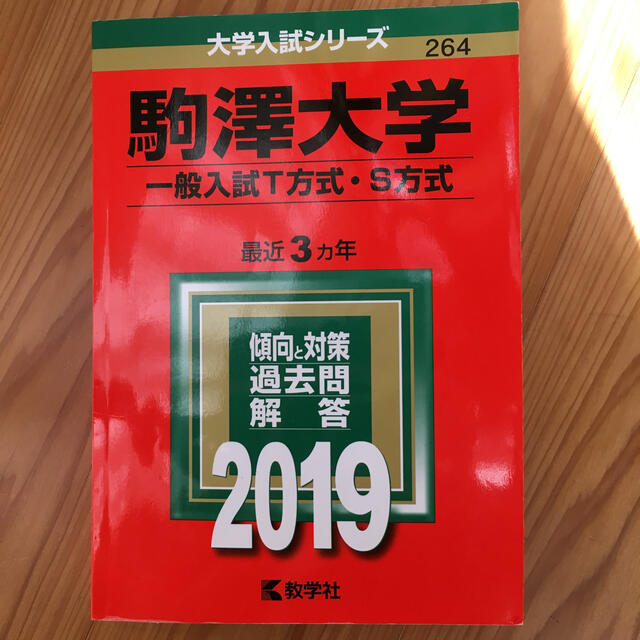 大学入試シリーズ
264
駒澤大学
一般入試T方式・S方式
最近3ヵ年
傾向と対策
過去問
解答
2019
教学社